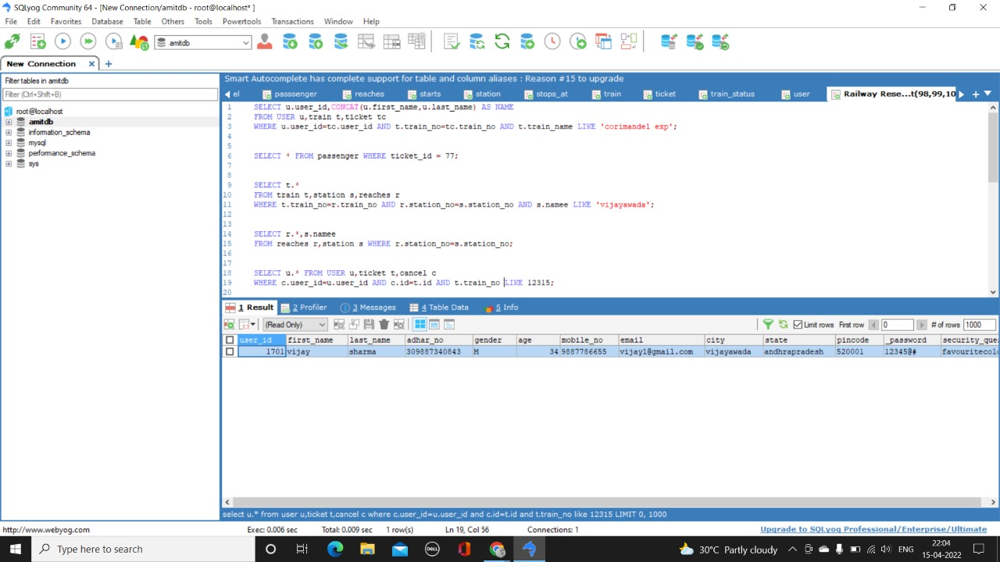 SQLyog Community 64 - [New Connection/amitdb - root@localhost* ]
File Edit Favorites Database Table Others Tools Powertools Transactions Window Help
amitdb
New Connection
Filter tables in amitdb
Filter (Ctrl+Shift+B)
root@localhost
amitdb
information_schema
mysql
performance_schema
sys
Smart Autocomplete has complete support for table and column aliases : Reason #15 to upgrade
el passsenger reaches starts station stops_at train ticket train_status user Railway Rese...t(98,99,10
1 SELECT u.user_id,CONCAT(u.first_name,u.last_name) AS NAME
2 FROM USER u,train t,ticket tc
3 WHERE u.user_id=tc.user_id AND t.train_no=tc.train_no AND t.train_name LIKE 'corimandel exp';
4
5
6 SELECT * FROM passenger WHERE ticket_id = 77;
7
8
9 SELECT t.*
10 FROM train t,station s,reaches r
11 WHERE t.train_no=r.train_no AND r.station_no=s.station_no AND s.namee LIKE 'vijayawada';
12
13
14 SELECT r.*,s.namee
15 FROM reaches r,station s WHERE r.station_no=s.station_no;
16
17
18 SELECT u.* FROM USER u,ticket t,cancel c
19 WHERE c.user_id=u.user_id AND c.id=t.id AND t.train_no LIKE 12315;
20
1 Result 2 Profiler 3 Messages 4 Table Data 5 Info
(Read Only) Limit rows First row 0 # of rows 1000
user_id first_name last_name adhar_no gender age mobile_no email city state pincode _password security_que
1701 vijay sharma 309887340843 M 34 9887786655 vijay1@gmail.com vijayawada andhrapradesh 520001 12345@# favouritecolo
select u.* from user u,ticket t,cancel c where c.user_id=u.user_id and c.id=t.id and t.train_no like 12315 LIMIT 0, 1000
http://www.webyog.com Exec: 0.006 sec Total: 0.009 sec 1 row(s) Ln 19, Col 56 Connections: 1 Upgrade to SQLyog Professional/Enterprise/Ultimate
Type here to search
DELL
30°C Partly cloudy
ENG
22:04
15-04-2022